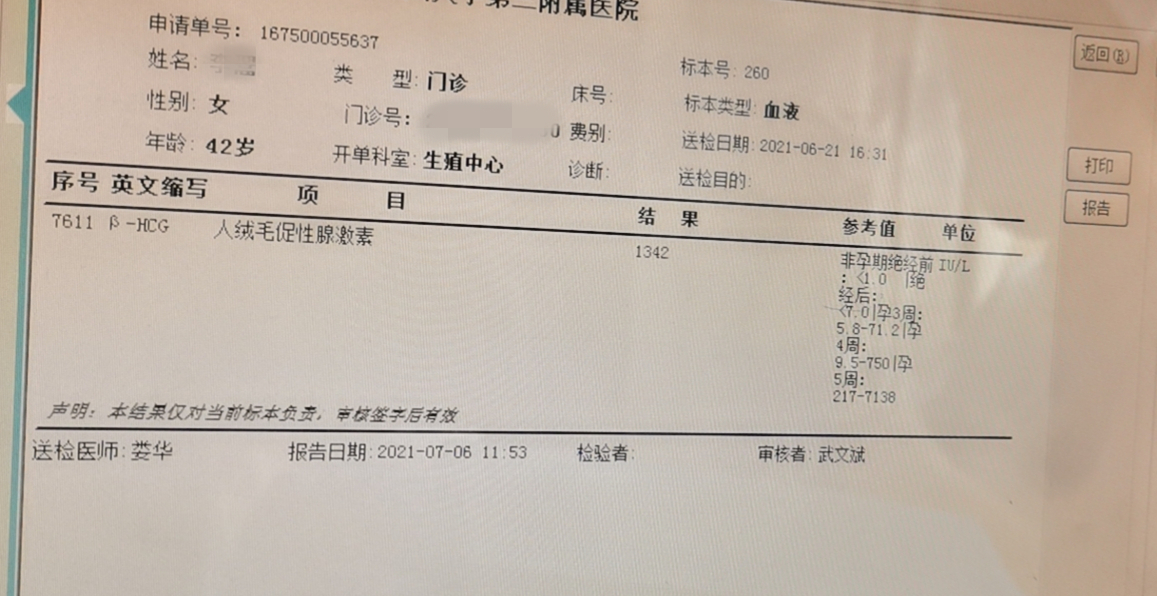 第二附属医院
申请单号: 167500055637
姓名: 类 型: 门诊 床号: 标本号: 260
性别: 女 门诊号: 0 费别: 标本类型: 血液
年龄: 42岁 开单科室: 生殖中心 诊断: 送检日期: 2021-06-21 16:31
送检目的:
序号 英文缩写 项 目 结 果 参考值 单位
7611 β-HCG 人绒毛促性腺激素 1342 非孕期绝经前 IU/L
: <1.0 |绝
经后:
<7.0|孕3周:
5.8-71.2|孕
4周:
9.5-750|孕
5周:
217-7138
声明: 本结果仅对当前标本负责, 审核签字后有效
送检医师: 娄华 报告日期: 2021-07-06 11:53 检验者: 审核者: 武文斌
返回(R)
打印
报告